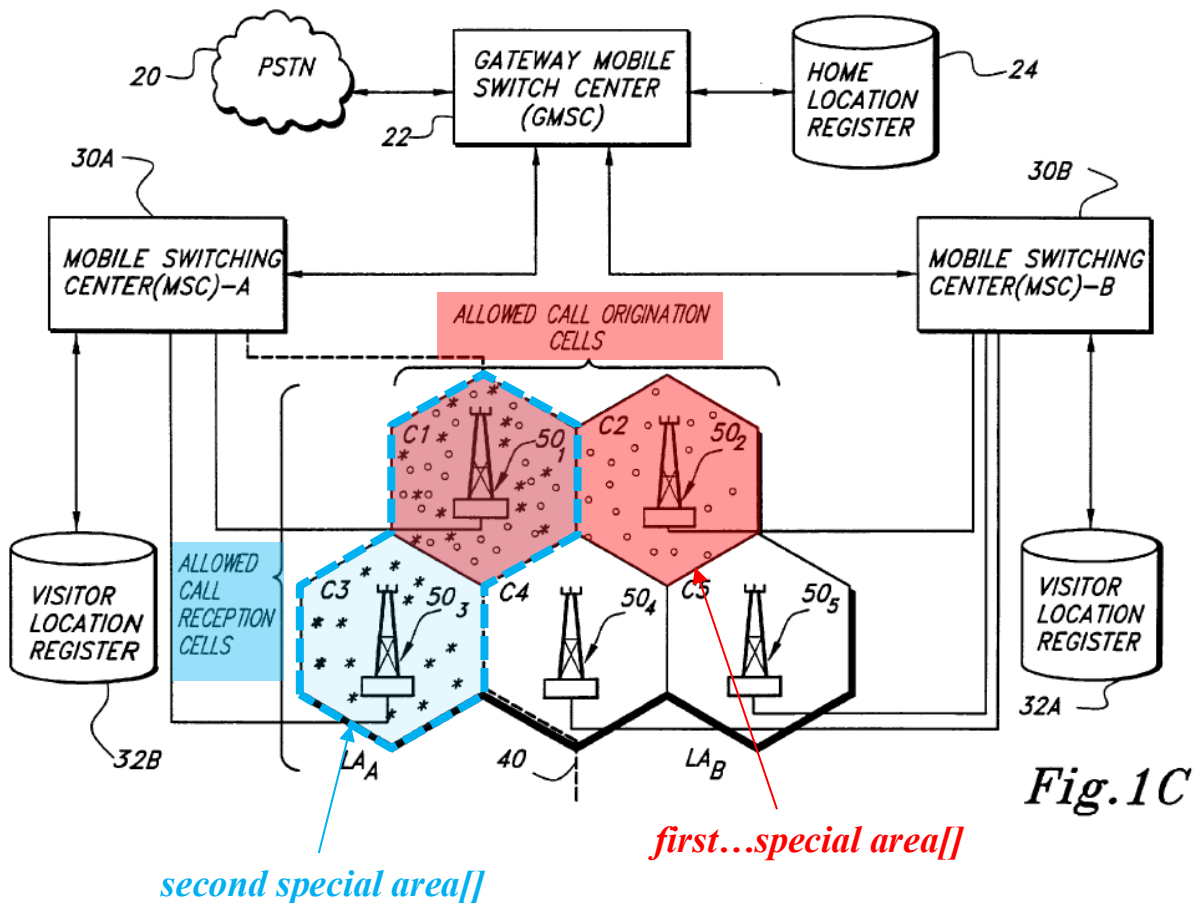 20
PSTN
GATEWAY MOBILE
SWITCH CENTER
(GMSC)
22
HOME
LOCATION
REGISTER
24
30A
MOBILE SWITCHING
CENTER(MSC)-A
30B
MOBILE SWITCHING
CENTER(MSC)-B
ALLOWED CALL ORIGINATION
CELLS
C1
50
1
C2
50
2
VISITOR
LOCATION
REGISTER
32B
ALLOWED
CALL
RECEPTION
CELLS
C3
50
3
C4
50
4
C5
50
5
VISITOR
LOCATION
REGISTER
32A
LA
A
40
LA
B
Fig.1C
first…special area[]
second special area[]